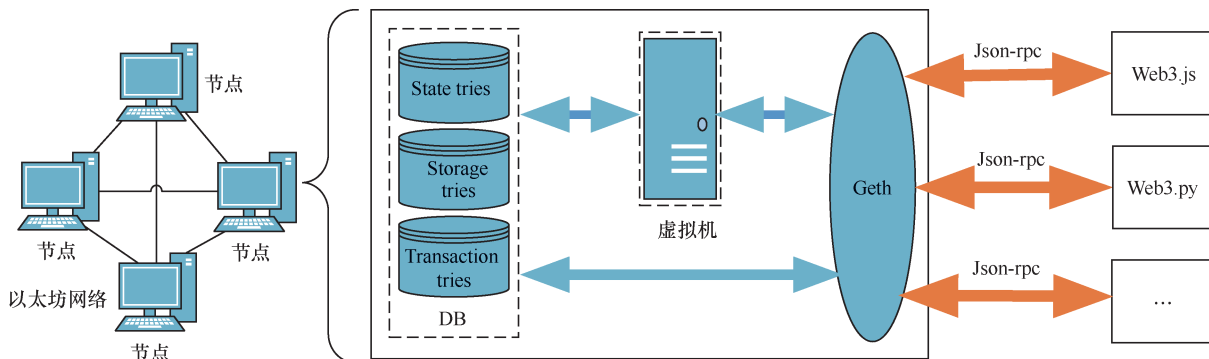 节点
节点
节点
以太坊网络
节点
State tries
Storage
tries
Transaction
tries
DB
虚拟机
Geth
Json-rpc
Web3.js
Json-rpc
Web3.py
Json-rpc
...